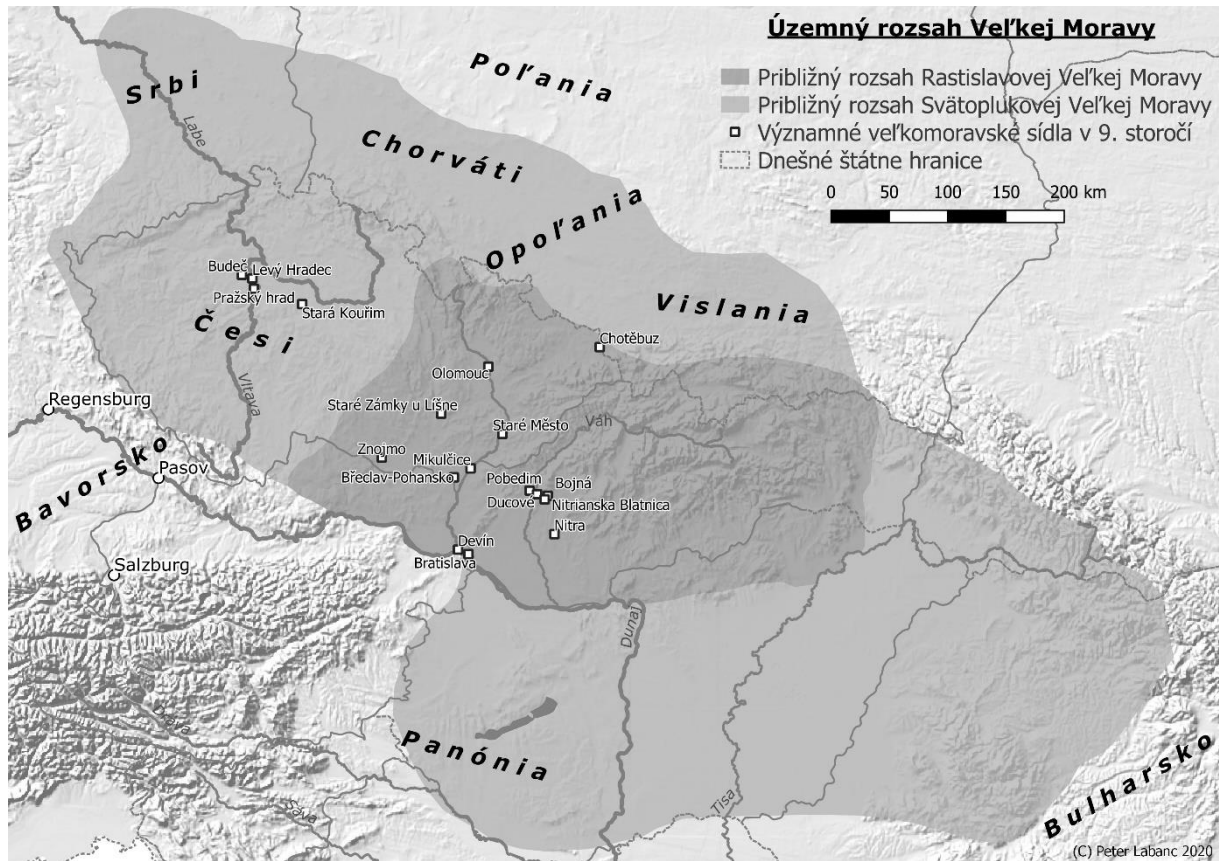 Územný rozsah Veľkej Moravy
Približný rozsah Rastislavovej Veľkej Moravy
Približný rozsah Svätoplukovej Veľkej Moravy
Významné veľkomoravské sídla v 9. storočí
Dnešné štátne hranice
0 50 100 150 200 km
Poľania
Srbi
Labe
Chorváti
Opoľania
Vislania
Budeč
Levý Hradec
Pražský hrad
Stará Kouřim
Česi
Vltava
Chotěbuz
Olomouc
Regensburg
Staré Zámky u Líšne
Staré Město
Váh
Bavorsko
Pasov
Znojmo
Mikulčice
Břeclav-Pohansko
Pobedim
Bojná
Ducové
Nitrianska Blatnica
Nitra
Devín
Bratislava
Salzburg
Dunaj
Drava
Panónia
Sava
Tisa
Bulharsko
(C) Peter Labanc 2020